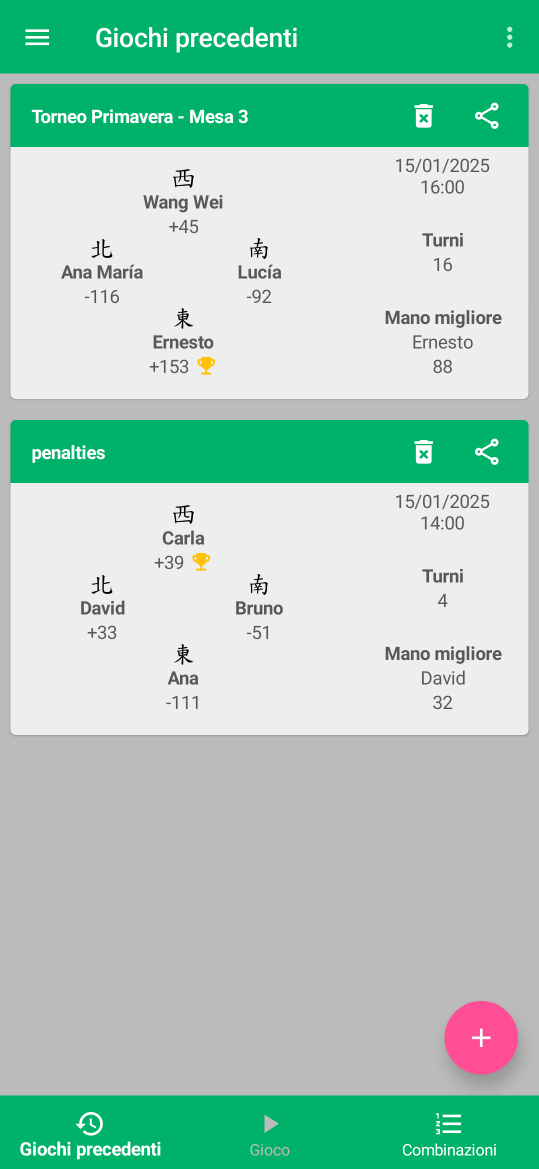 Giochi precedenti
Torneo Primavera - Mesa 3
西
Wang Wei
+45
北
Ana María
-116
南
Lucía
-92
東
Ernesto
+153
15/01/2025
16:00
Turni
16
Mano migliore
Ernesto
88
penalties
西
Carla
+39
北
David
+33
南
Bruno
-51
東
Ana
-111
15/01/2025
14:00
Turni
4
Mano migliore
David
32
Giochi precedenti
Gioco
Combinazioni